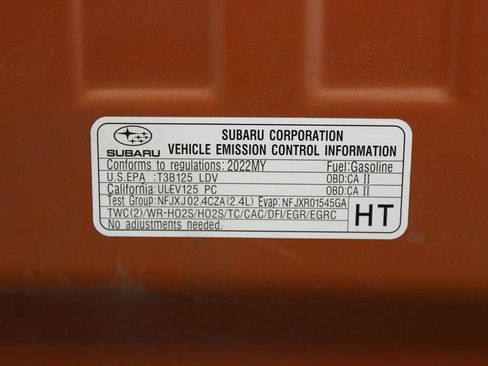 SUBARU
SUBARU CORPORATION
VEHICLE EMISSION CONTROL INFORMATION
Conforms to regulations: 2022MY Fuel:Gasoline
U.S.EPA :T3B125 LDV OBD:CA II
California:ULEV125 PC OBD:CA II
Test Group:NFJXJ02.4CZA(2.4L) Evap:NFJXR01545GA
TWC(2)/WR-HO2S/HO2S/TC/CAC/DFI/EGR/EGRC
No adjustments needed.
HT